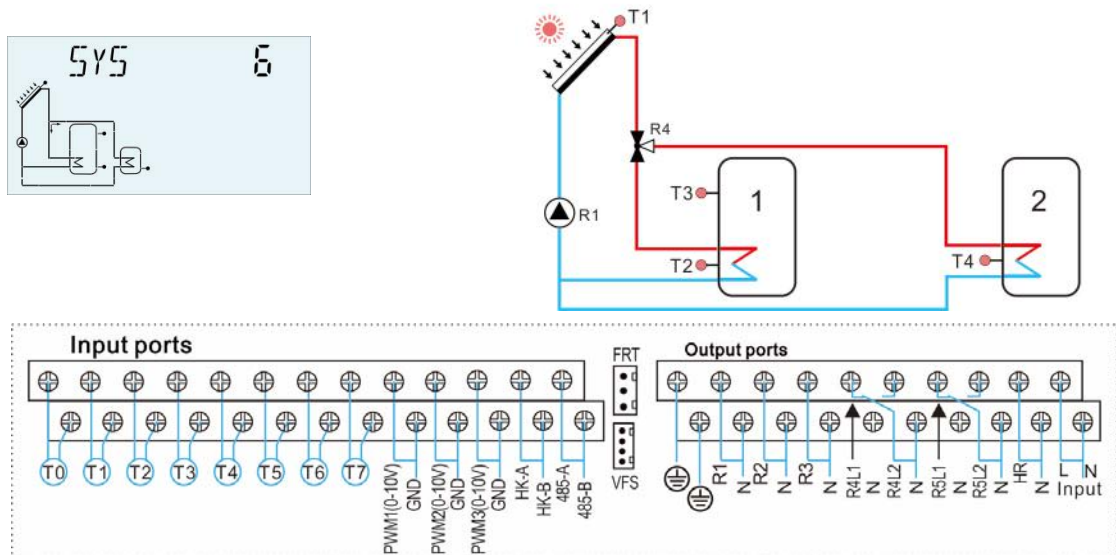 SYS 6
T1
R4
T3
1
2
R1
T2
T4
Input ports
FRT
Output ports
T0 T1 T2 T3 T4 T5 T6 T7
PWM1(0-10V)
GND
PWM2(0-10V)
GND
PWM3(0-10V)
GND
HK-A
HK-B
485-A
485-B
VFS
R1
N
R2
N
R3
N
R4L1
N
R4L2
N
R5L1
N
R5L2
N
HR
N
L N
Input